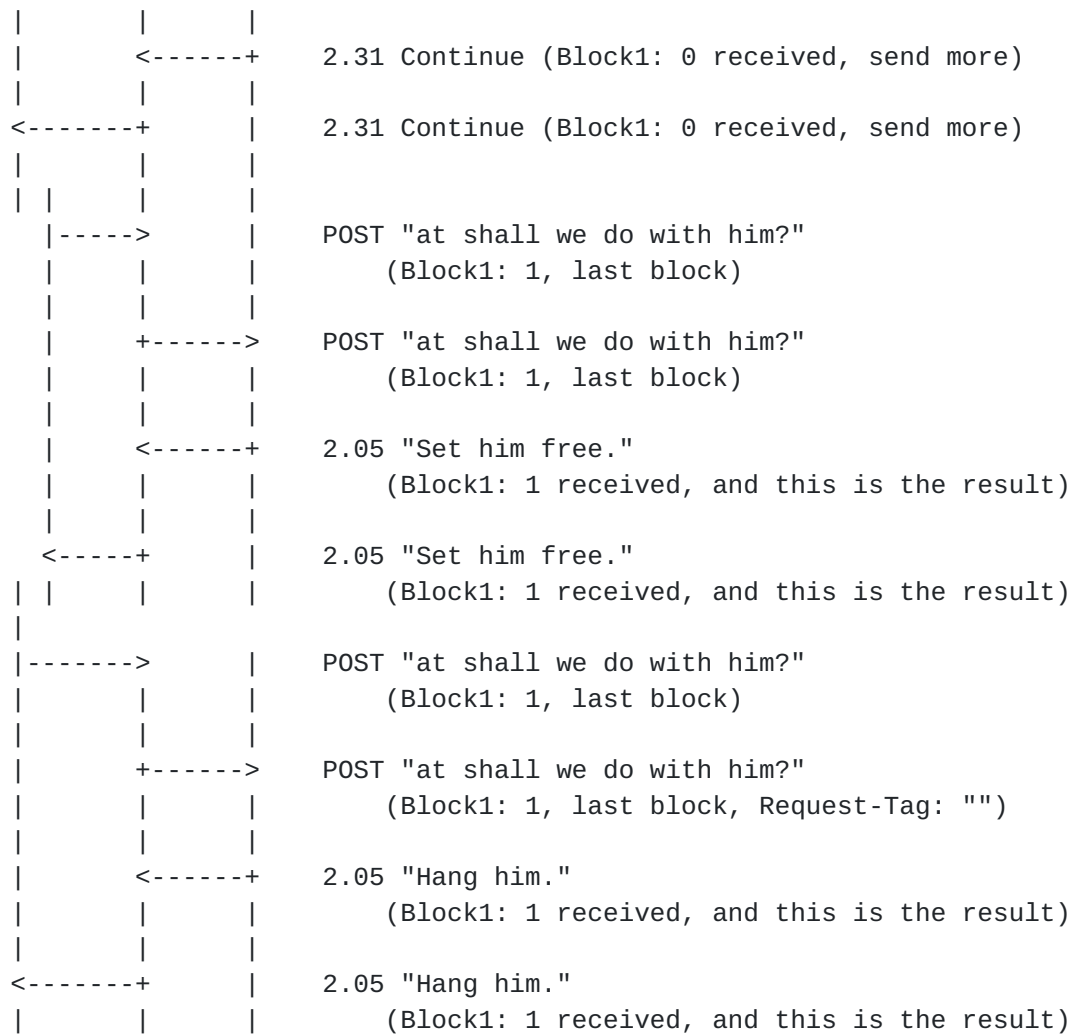 |       |      |
|       <------+    2.31 Continue (Block1: 0 received, send more)
|       |      |
<-------+      |    2.31 Continue (Block1: 0 received, send more)
|       |      |
| |     |      |
  |----->      |    POST "at shall we do with him?"
  |     |      |        (Block1: 1, last block)
  |     |      |
  |     +------>    POST "at shall we do with him?"
  |     |      |        (Block1: 1, last block)
  |     |      |
  |     <------+    2.05 "Set him free."
  |     |      |        (Block1: 1 received, and this is the result)
  |     |      |
  <-----+      |    2.05 "Set him free."
| |     |      |        (Block1: 1 received, and this is the result)
|
|------->      |    POST "at shall we do with him?"
|       |      |        (Block1: 1, last block)
|       |      |
|       +------>    POST "at shall we do with him?"
|       |      |        (Block1: 1, last block, Request-Tag: "")
|       |      |
|       <------+    2.05 "Hang him."
|       |      |        (Block1: 1 received, and this is the result)
|       |      |
<-------+      |    2.05 "Hang him."
|       |      |        (Block1: 1 received, and this is the result)